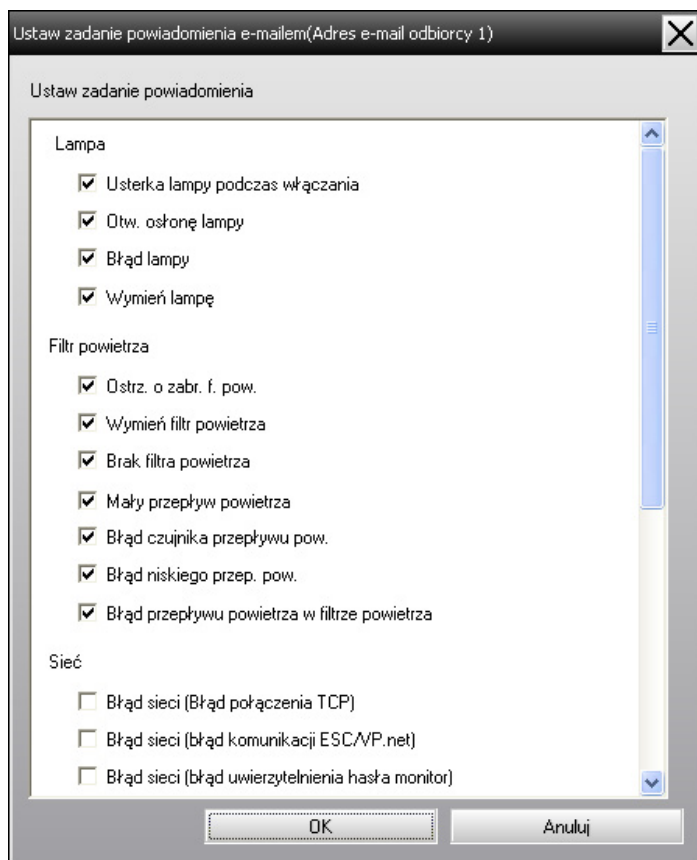 Ustaw zadanie powiadomienia e-mailem(Adres e-mail odbiorcy 1)
Ustaw zadanie powiadomienia
Lampa
Usterka lampy podczas włączania
Otw. osłonę lampy
Błąd lampy
Wymień lampę
Filtr powietrza
Ostrz. o zabr. f. pow.
Wymień filtr powietrza
Brak filtra powietrza
Mały przepływ powietrza
Błąd czujnika przepływu pow.
Błąd niskiego przep. pow.
Błąd przepływu powietrza w filtrze powietrza
Sieć
Błąd sieci (Błąd połączenia TCP)
Błąd sieci (błąd komunikacji ESC/VP.net)
Błąd sieci (błąd uwierzytelnienia hasła monitor)
OK Anuluj